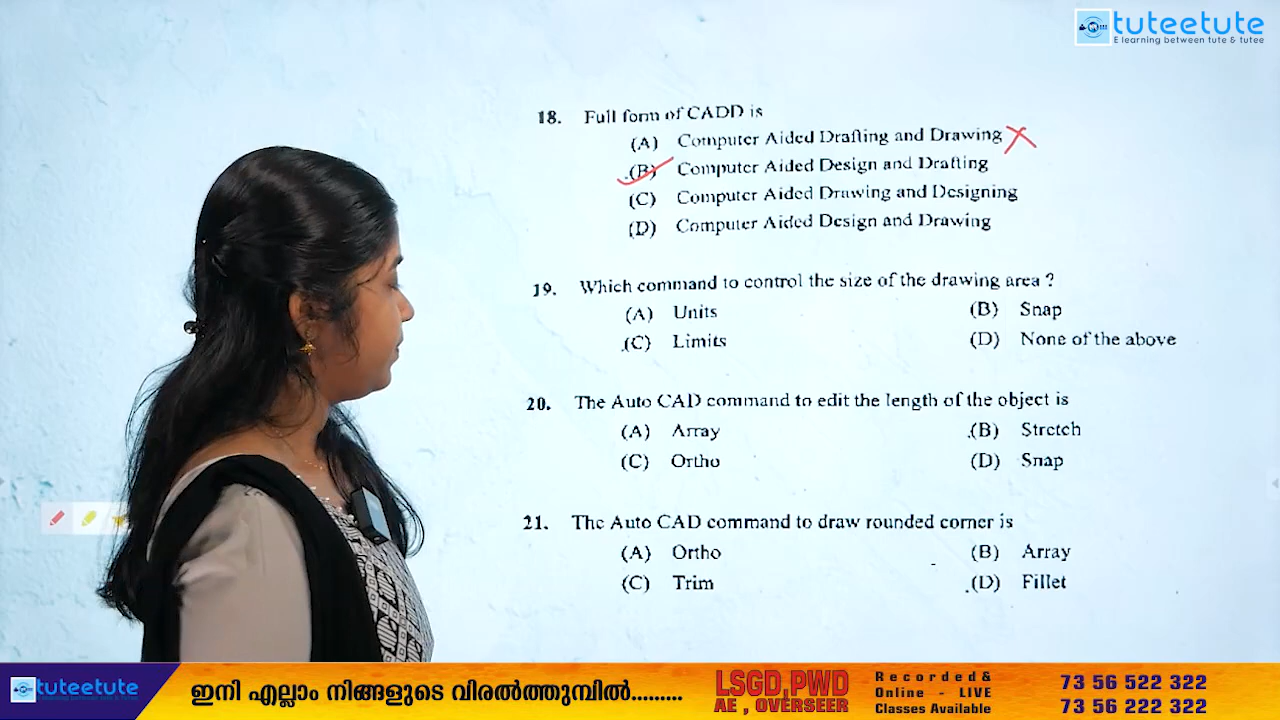 tuteetute
E learning between tute & tutee
18. Full form of CADD is
(A) Computer Aided Drafting and Drawing
(B) Computer Aided Design and Drafting
(C) Computer Aided Drawing and Designing
(D) Computer Aided Design and Drawing
19. Which command to control the size of the drawing area ?
(A) Units (B) Snap
(C) Limits (D) None of the above
20. The Auto CAD command to edit the length of the object is
(A) Array (B) Stretch
(C) Ortho (D) Snap
21. The Auto CAD command to draw rounded corner is
(A) Ortho (B) Array
(C) Trim (D) Fillet
tuteetute
ഇനി എല്ലാം നിങ്ങളുടെ വിരൽത്തുമ്പിൽ.........
LSGD,PWD
AE , OVERSEER
Recorded &
Online - LIVE
Classes Available
73 56 522 322
73 56 222 322